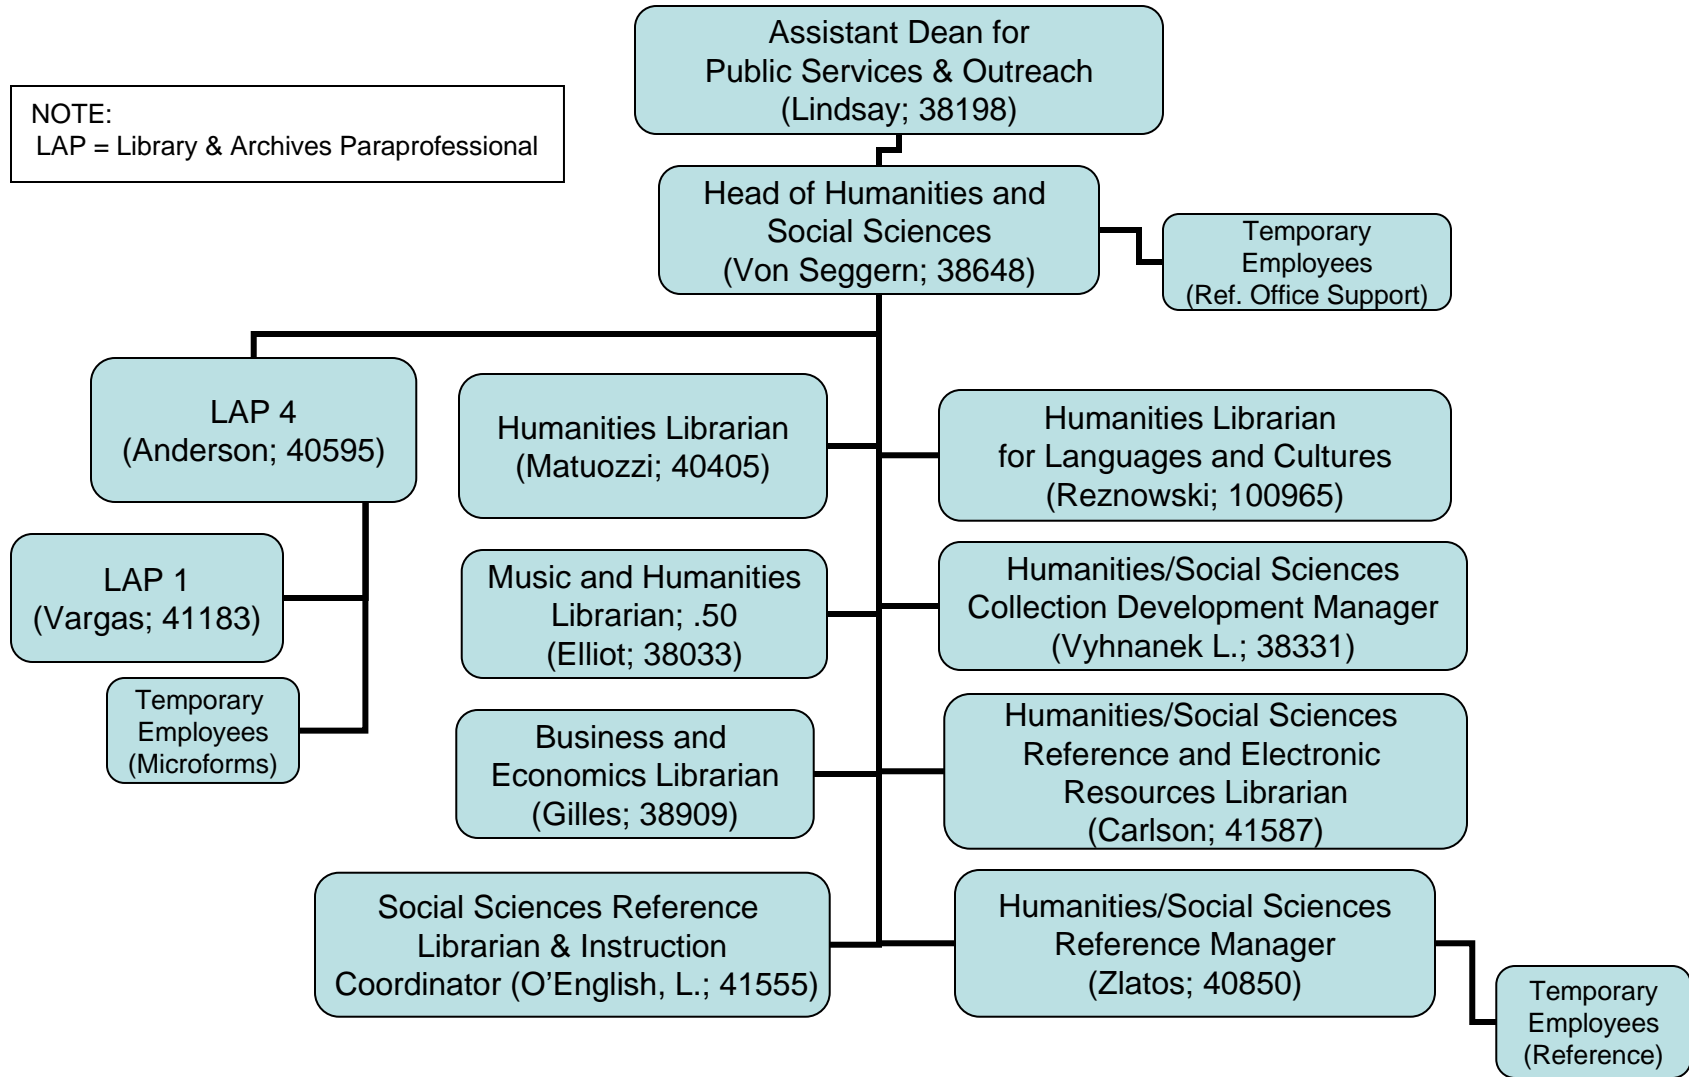 Assistant Dean for
Public Services & Outreach
(Lindsay; 38198)
NOTE:
LAP = Library & Archives Paraprofessional
Head of Humanities and
Social Sciences
(Von Seggern; 38648)
Temporary
Employees
(Ref. Office Support)
LAP 4
(Anderson; 40595)
Humanities Librarian
(Matuozzi; 40405)
Humanities Librarian
for Languages and Cultures
(Reznowski; 100965)
LAP 1
(Vargas; 41183)
Music and Humanities
Librarian; .50
(Elliot; 38033)
Humanities/Social Sciences
Collection Development Manager
(Vyhnanek L.; 38331)
Temporary
Employees
(Microforms)
Business and
Economics Librarian
(Gilles; 38909)
Humanities/Social Sciences
Reference and Electronic
Resources Librarian
(Carlson; 41587)
Social Sciences Reference
Librarian & Instruction
Coordinator (O’English, L.; 41555)
Humanities/Social Sciences
Reference Manager
(Zlatos; 40850)
Temporary
Employees
(Reference)